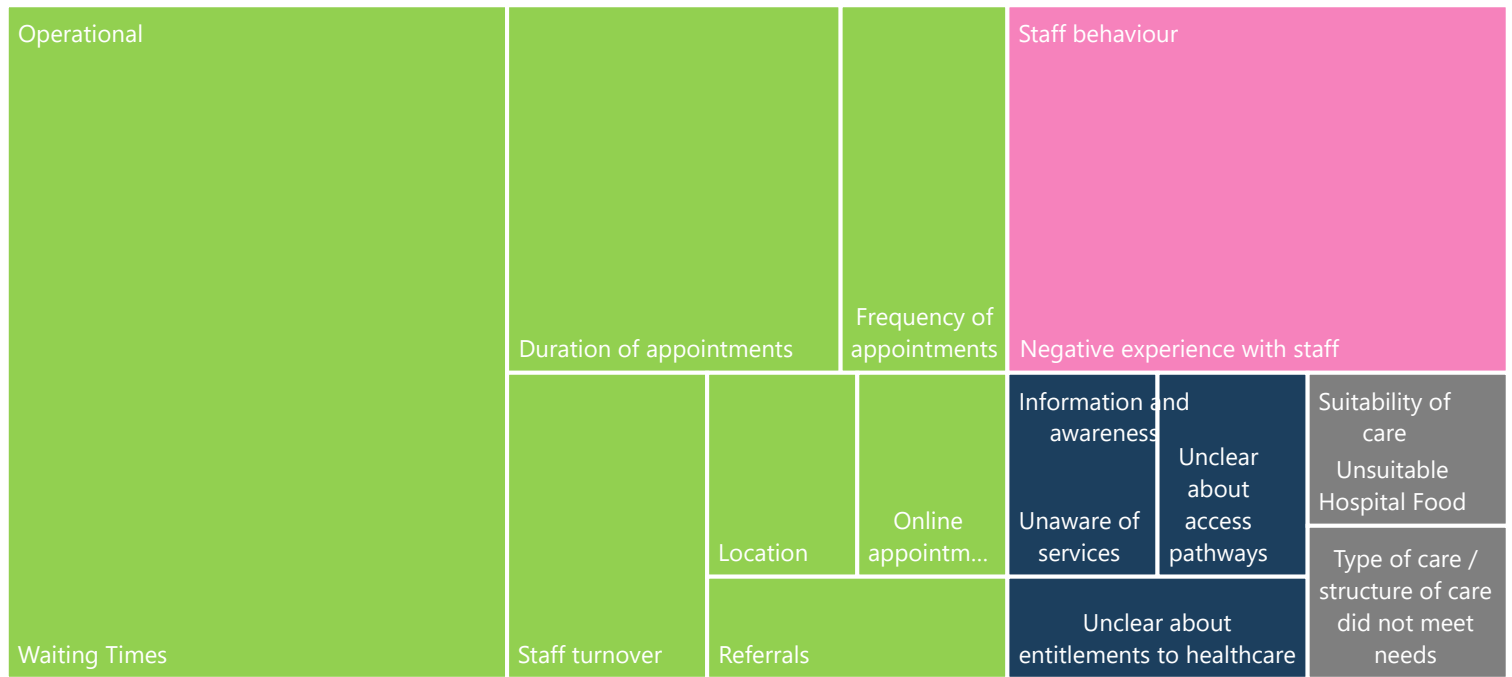 Operational
Waiting Times
Duration of appointments
Frequency of
appointments
Staff turnover
Location
Online
appointm...
Referrals
Staff behaviour
Negative experience with staff
Information and
awareness
Unaware of
services
Unclear
about
access
pathways
Unclear about
entitlements to healthcare
Suitability of
care
Unsuitable
Hospital Food
Type of care /
structure of care
did not meet
needs